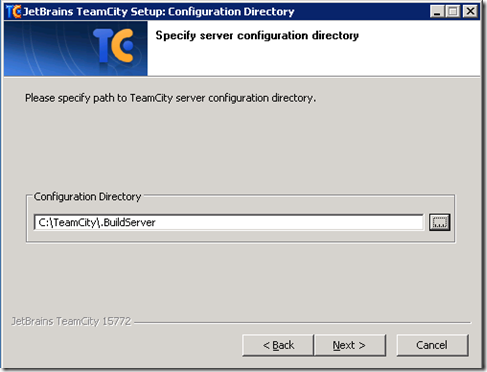 JetBrains TeamCity Setup: Configuration Directory
TC
Specify server configuration directory
Please specify path to TeamCity server configuration directory.
Configuration Directory
C:\TeamCity\.BuildServer
...
JetBrains TeamCity 15772
< Back
Next >
Cancel